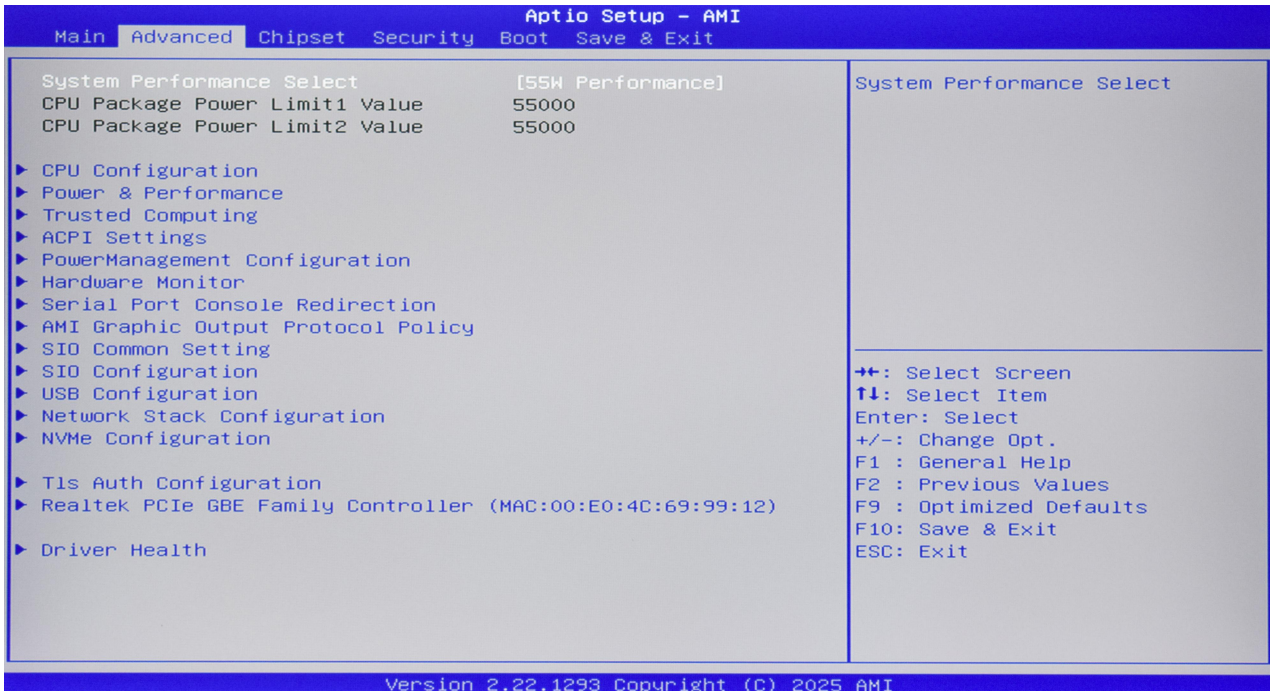 Aptio Setup – AMI
Main Advanced Chipset Security Boot Save & Exit
System Performance Select [55W Performance]
CPU Package Power Limit1 Value 55000
CPU Package Power Limit2 Value 55000
CPU Configuration
Power & Performance
Trusted Computing
ACPI Settings
PowerManagement Configuration
Hardware Monitor
Serial Port Console Redirection
AMI Graphic Output Protocol Policy
SIO Common Setting
SIO Configuration
USB Configuration
Network Stack Configuration
NVMe Configuration
Tls Auth Configuration
Realtek PCIe GBE Family Controller (MAC:00:E0:4C:69:99:12)
Driver Health
System Performance Select
→←: Select Screen
↑↓: Select Item
Enter: Select
+/-: Change Opt.
F1 : General Help
F2 : Previous Values
F9 : Optimized Defaults
F10: Save & Exit
ESC: Exit
Version 2.22.1293 Copyright (C) 2025 AMI